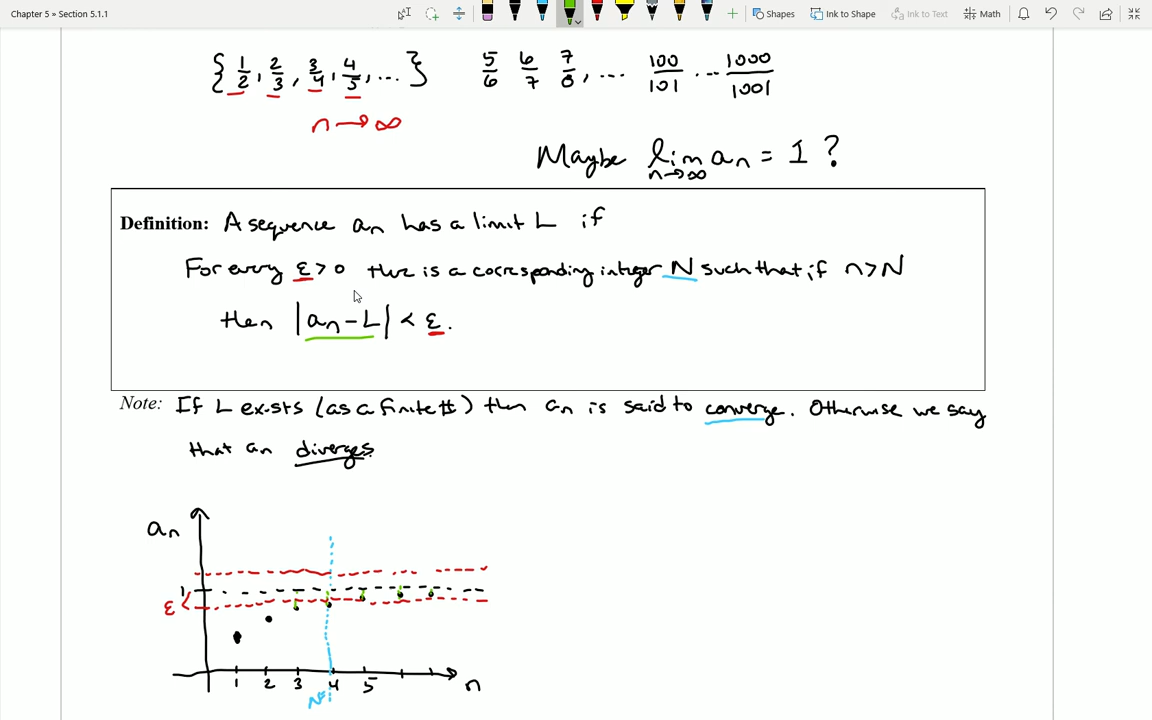 Chapter 5 » Section 5.1.1
Shapes Ink to Shape Ink to Text Math
{ 1/2, 2/3, 3/4, 4/5, ... } 5/6 6/7 7/8, ... 100/101 ... 1000/1001
n → ∞
Maybe lim n→∞ an = 1 ?
Definition: A sequence an has a limit L if
For every ε > 0 there is a corresponding integer N such that if n > N
then |an - L| < ε.
Note: If L exists (as a finite #) then an is said to converge. Otherwise we say
that an diverges.
an
1
ε
1 2 3 4 5 n
N